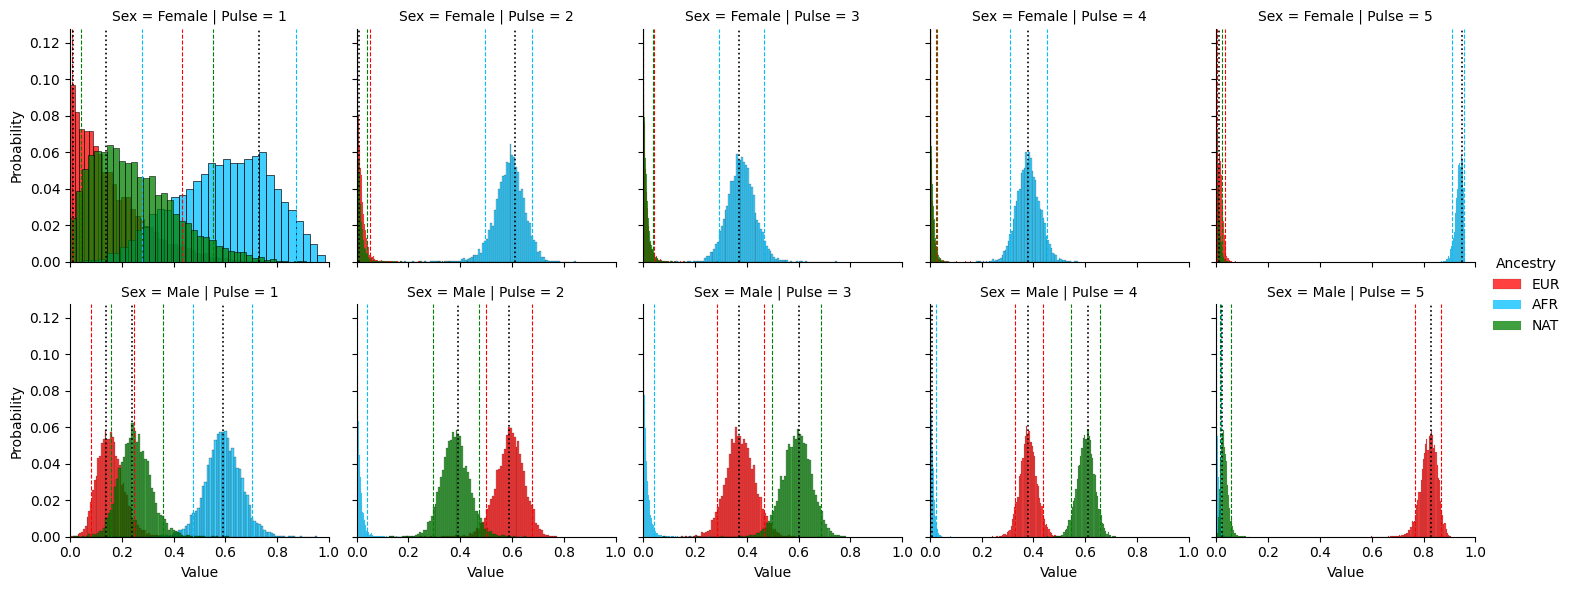 Sex = Female | Pulse = 1
Sex = Female | Pulse = 2
Sex = Female | Pulse = 3
Sex = Female | Pulse = 4
Sex = Female | Pulse = 5
0.12
0.10
0.08
0.06
0.04
0.02
0.00
Probability
Sex = Male | Pulse = 1
Sex = Male | Pulse = 2
Sex = Male | Pulse = 3
Sex = Male | Pulse = 4
Sex = Male | Pulse = 5
0.12
0.10
0.08
0.06
0.04
0.02
0.00
Probability
0.0 0.2 0.4 0.6 0.8 1.0
0.0 0.2 0.4 0.6 0.8 1.0
0.0 0.2 0.4 0.6 0.8 1.0
0.0 0.2 0.4 0.6 0.8 1.0
0.0 0.2 0.4 0.6 0.8 1.0
Value
Value
Value
Value
Value
Ancestry
EUR
AFR
NAT